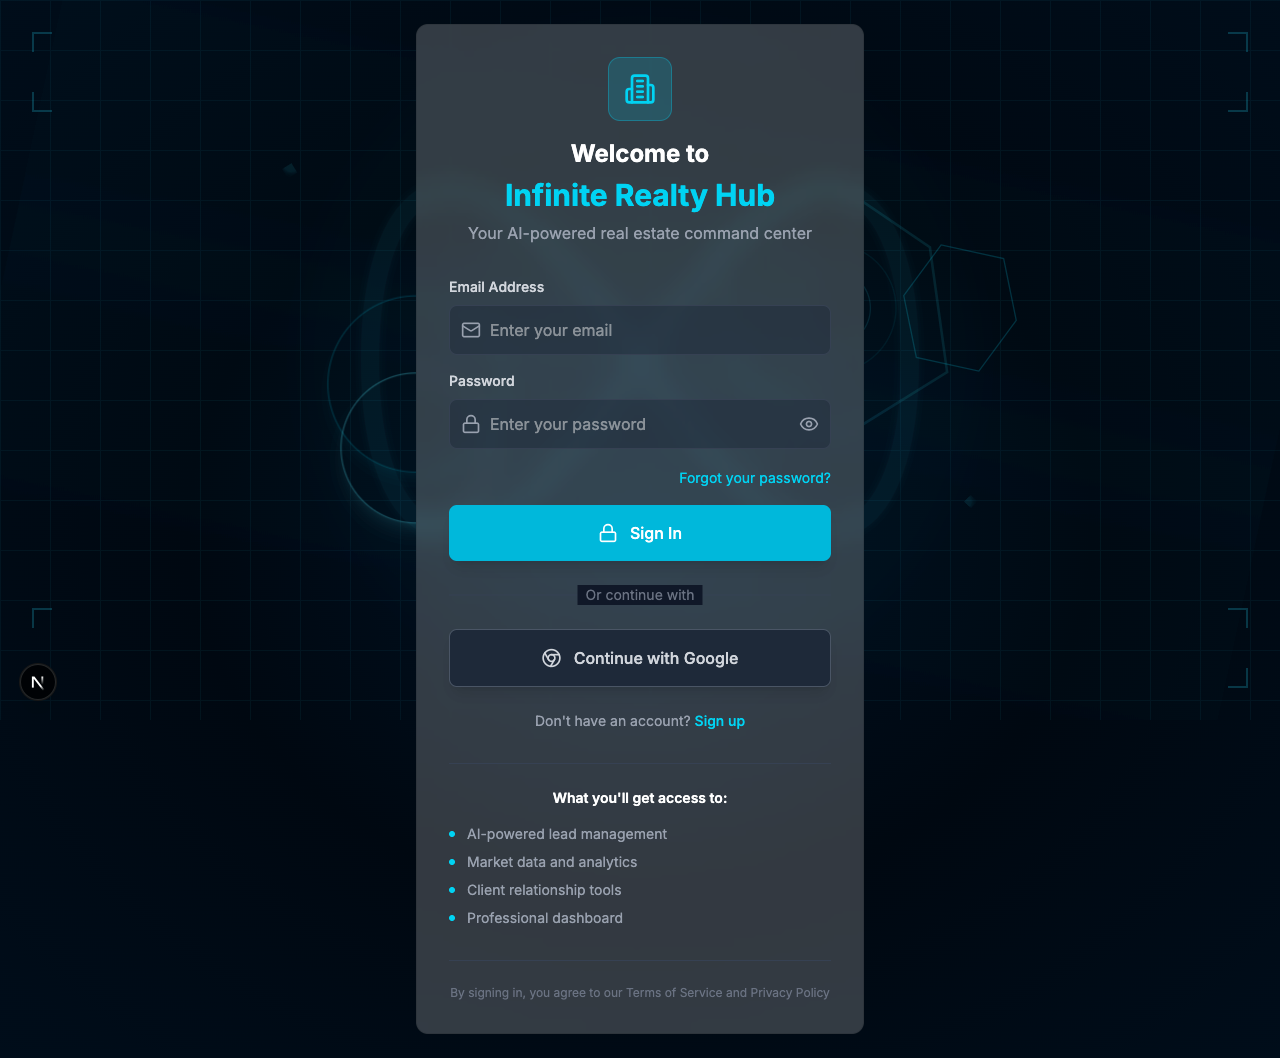 Welcome to
Infinite Realty Hub
Your AI-powered real estate command center
Email Address
Enter your email
Password
Enter your password
Forgot your password?
Sign In
Or continue with
Continue with Google
Don't have an account? Sign up
N
What you'll get access to:
AI-powered lead management
Market data and analytics
Client relationship tools
Professional dashboard
By signing in, you agree to our Terms of Service and Privacy Policy